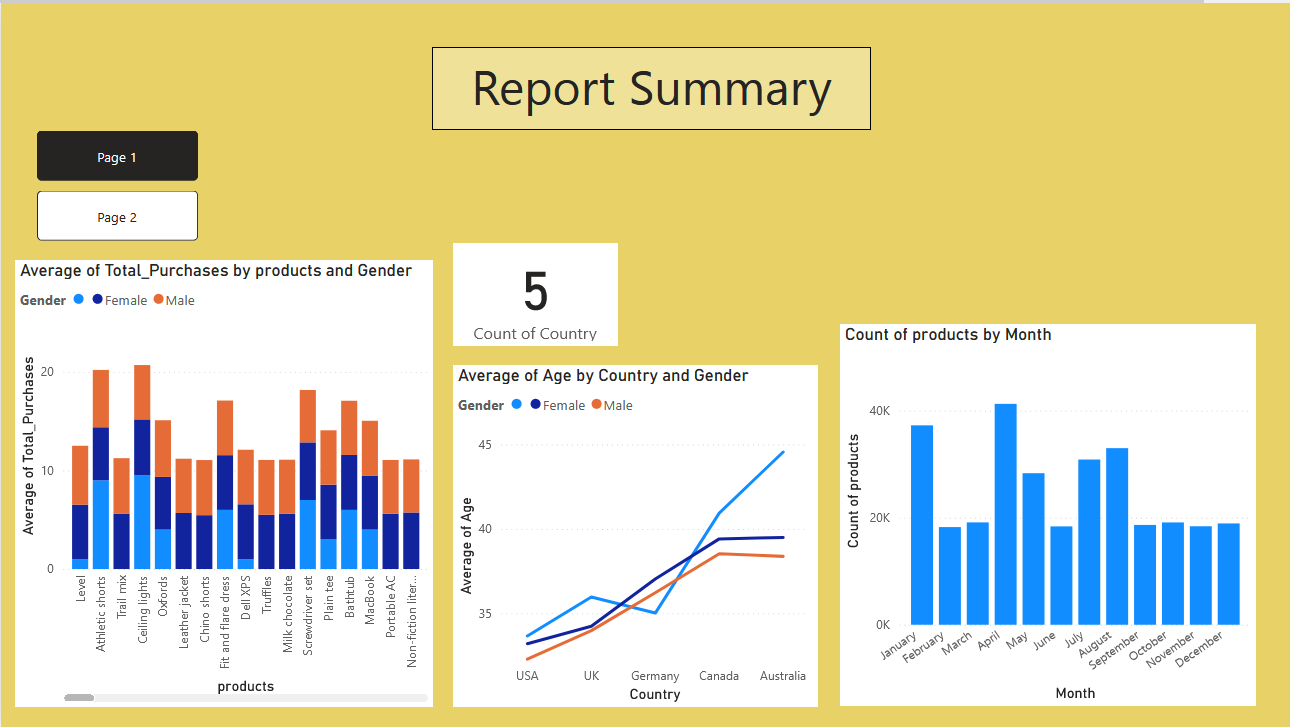 Report Summary
Page 1
Page 2
Average of Total_Purchases by products and Gender
Gender Female Male
Average of Total_Purchases
20
10
0
Level
Athletic shorts
Trail mix
Ceiling lights
Oxfords
Leather jacket
Chino shorts
Fit and flare dress
Dell XPS
Truffles
Milk chocolate
Screwdriver set
Plain tee
Bathtub
MacBook
Portable AC
Non-fiction liter...
products
5
Count of Country
Average of Age by Country and Gender
Gender Female Male
Average of Age
45
40
35
USA UK Germany Canada Australia
Country
Count of products by Month
Count of products
40K
20K
0K
January
February
March
April
May
June
July
August
September
October
November
December
Month